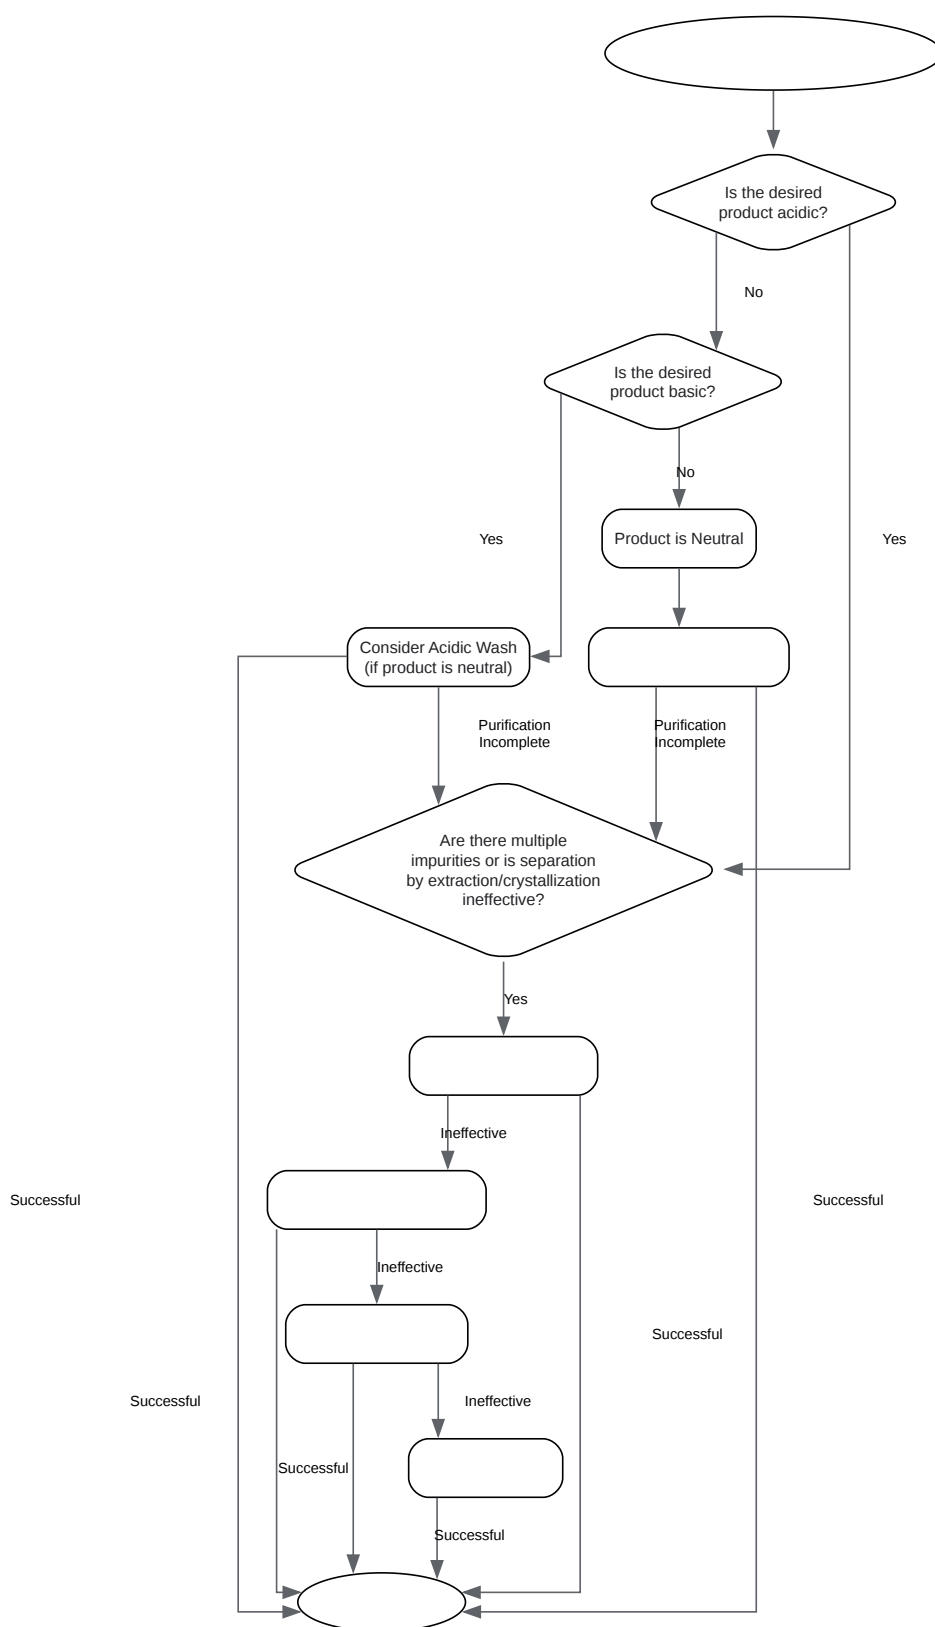 Is the desired
product acidic?
No
Is the desired
product basic?
No
Yes
Product is Neutral
Yes
Consider Acidic Wash
(if product is neutral)
Purification
Incomplete
Purification
Incomplete
Are there multiple
impurities or is separation
by extraction/crystallization
ineffective?
Yes
Ineffective
Successful
Successful
Ineffective
Successful
Successful
Ineffective
Successful
Successful